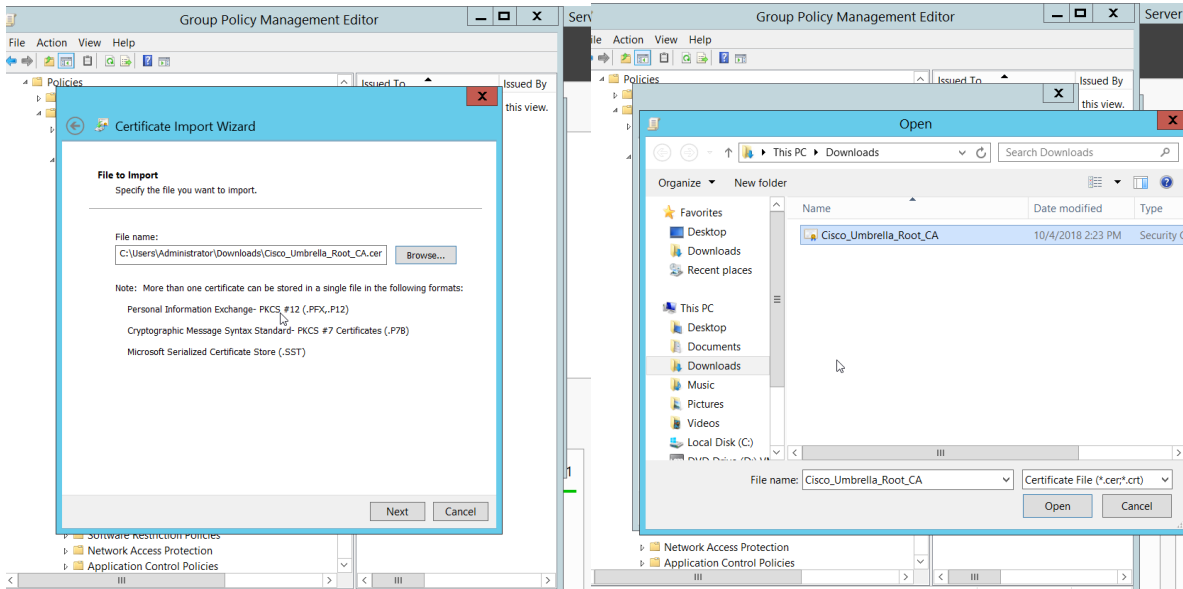 Group Policy Management Editor
X
Serv
File Action View Help
Policies
Issued To
Issued By
X
this view.
Certificate Import Wizard
File to Import
Specify the file you want to import.
File name:
C:\Users\Administrator\Downloads\Cisco_Umbrella_Root_CA.cer
Browse...
Note: More than one certificate can be stored in a single file in the following formats:
Personal Information Exchange- PKCS #12 (.PFX,.P12)
Cryptographic Message Syntax Standard- PKCS #7 Certificates (.P7B)
Microsoft Serialized Certificate Store (.SST)
1
Next
Cancel
Software Restriction Policies
Network Access Protection
Application Control Policies
Group Policy Management Editor
X
Server
ile Action View Help
Policies
Issued To
Issued By
X
this view.
Open
X
This PC
Downloads
Search Downloads
Organize
New folder
Favorites
Desktop
Downloads
Recent places
This PC
Desktop
Documents
Downloads
Music
Pictures
Videos
Local Disk (C:)
Name
Date modified
Type
Cisco_Umbrella_Root_CA
10/4/2018 2:23 PM
Security C
File name:
Cisco_Umbrella_Root_CA
Certificate File (*.cer;*.crt)
Open
Cancel
Network Access Protection
Application Control Policies